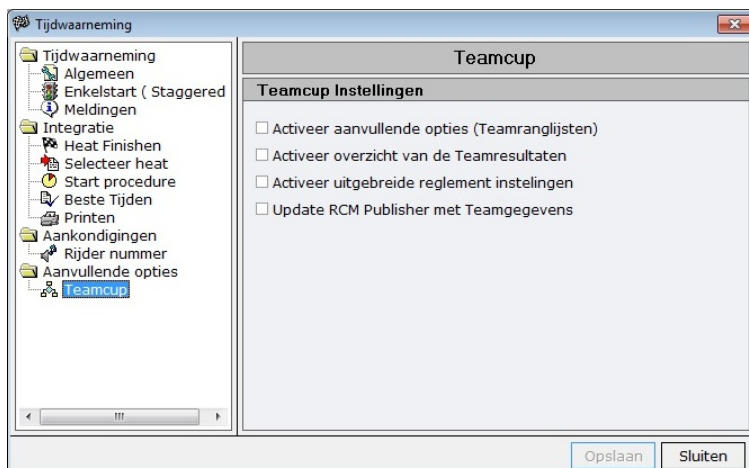 Tijdwaarneming
Tijdwaarneming
Algemeen
Enkelstart ( Staggered
Meldingen
Integratie
Heat Finishen
Selecteer heat
Start procedure
Beste Tijden
Printen
Aankondigingen
Rijder nummer
Aanvullende opties
Teamcup
Teamcup
Teamcup Instellingen
Activeer aanvullende opties (Teamranglijsten)
Activeer overzicht van de Teamresultaten
Activeer uitgebreide reglement instelingen
Update RCM Publisher met Teamgegevens
Opslaan
Sluiten